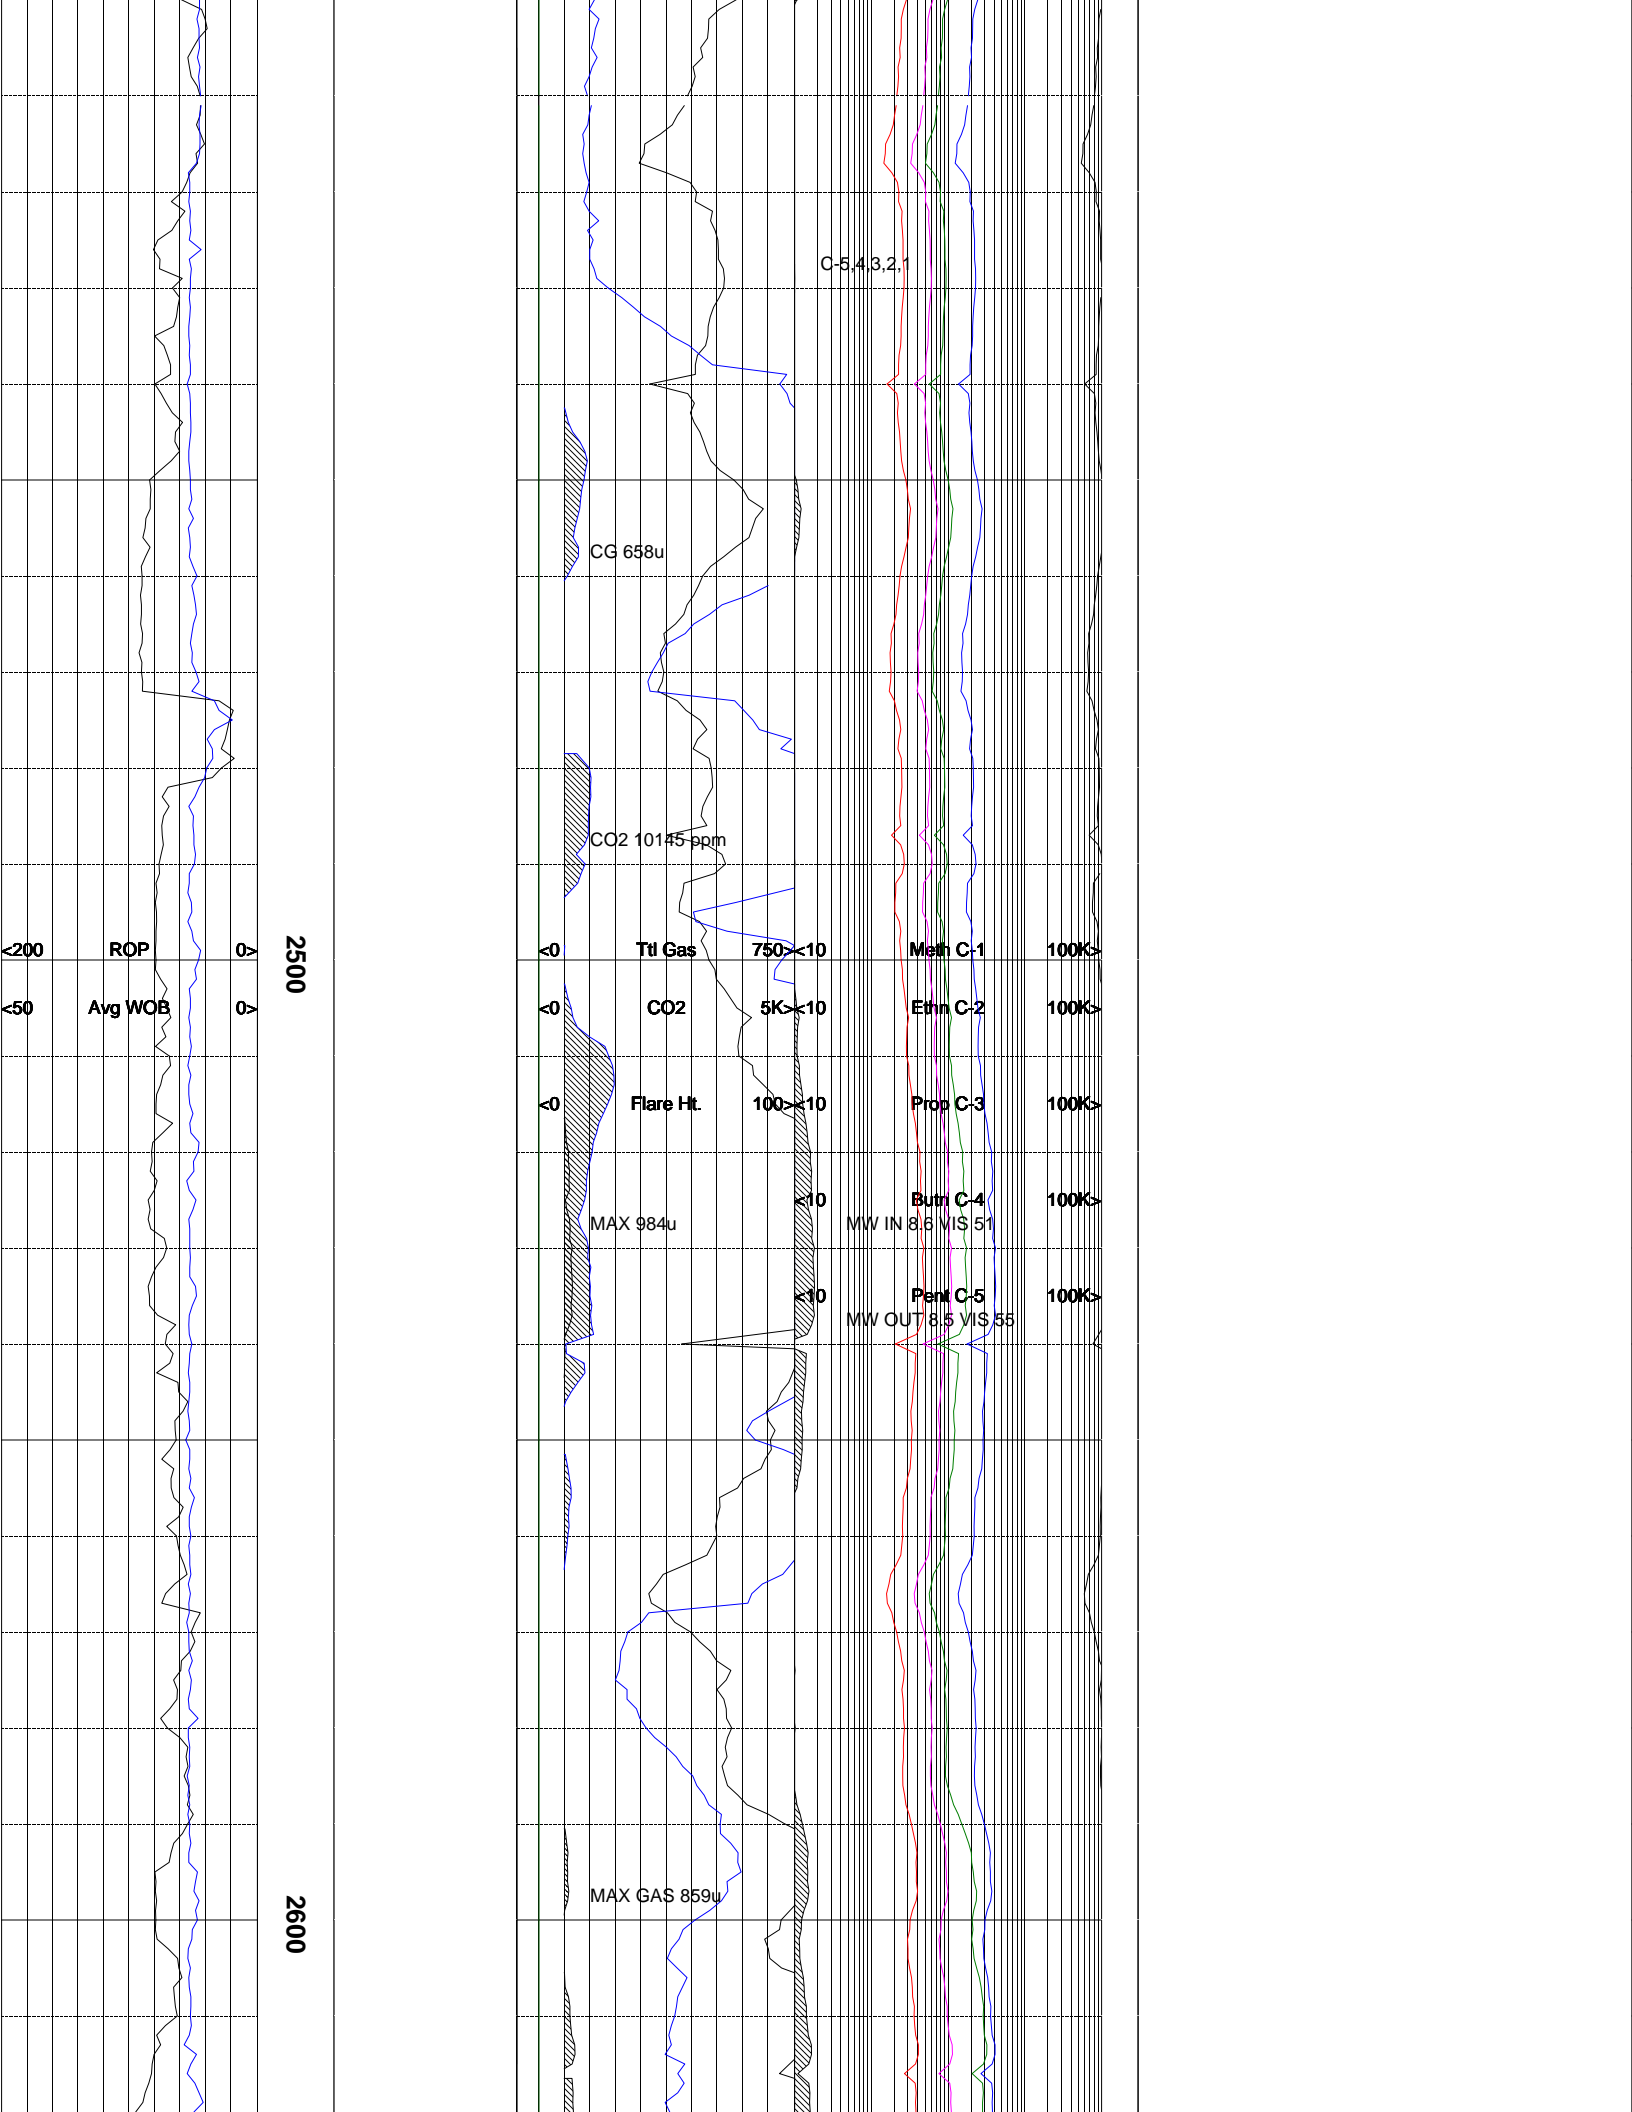 C-5,4,3,2,1
CG 658u
CO2 10145 ppm
<200 ROP 0> 2500 <0 Ttl Gas 750> <10 Meth C-1 100K>
<50 Avg WOB 0> <0 CO2 5K> <10 Ethn C-2 100K>
<0 Flare Ht. 100> <10 Prop C-3 100K>
<10 Butn C-4 100K>
MAX 984u MW IN 8.6 VIS 51
<10 Pent C-5 100K>
MW OUT 8.5 VIS 55
MAX GAS 859u
2600